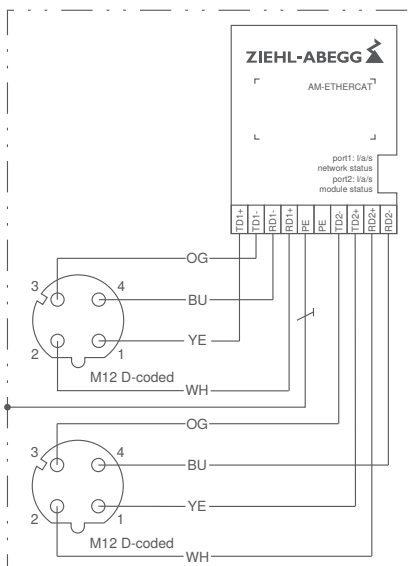 ZIEHL-ABEGG
AM-ETHERCAT
port1: l/a/s
network status
port2: l/a/s
module status
TD1+ TD1- RD1- RD1+ PE PE TD2- TD2+ RD2+ RD2-
OG
3 4
BU
YE
2 1
M12 D-coded
WH
OG
3 4
BU
YE
2 1
M12 D-coded
WH